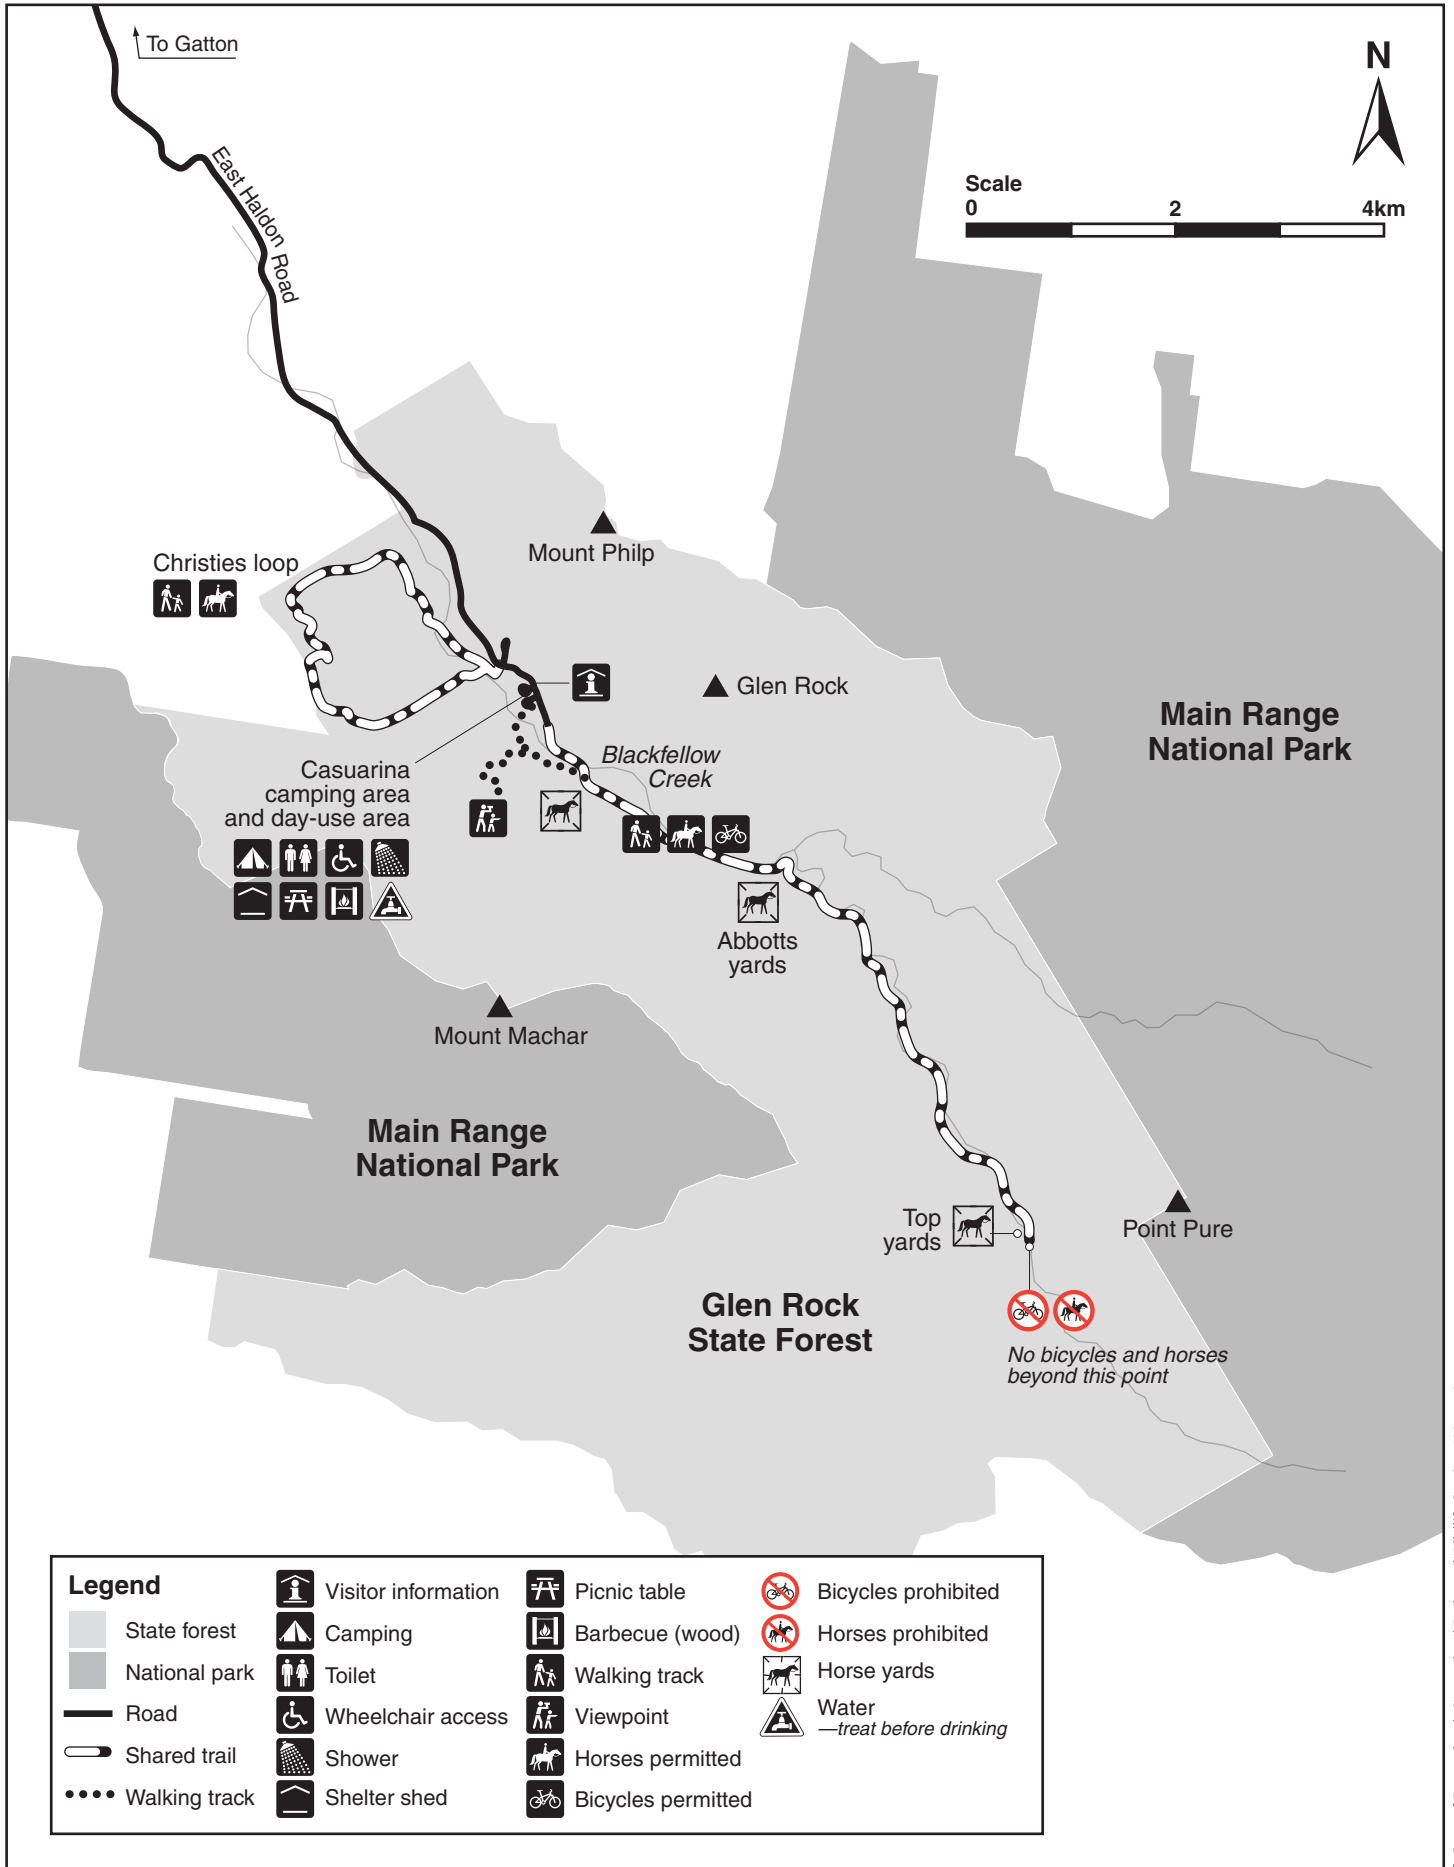 To Gatton
N
East Haldon Road
Scale
0 2 4km
Christies loop
Mount Philp
Glen Rock
Main Range
National Park
Blackfellow
Creek
Casuarina
camping area
and day-use area
Abbotts
yards
Mount Machar
Main Range
National Park
Top
yards
Point Pure
Glen Rock
State Forest
No bicycles and horses
beyond this point
Legend
State forest
National park
Road
Shared trail
Walking track
Visitor information
Camping
Toilet
Wheelchair access
Shower
Shelter shed
Picnic table
Barbecue (wood)
Walking track
Viewpoint
Horses permitted
Bicycles permitted
Bicycles prohibited
Horses prohibited
Horse yards
Water
—treat before drinking